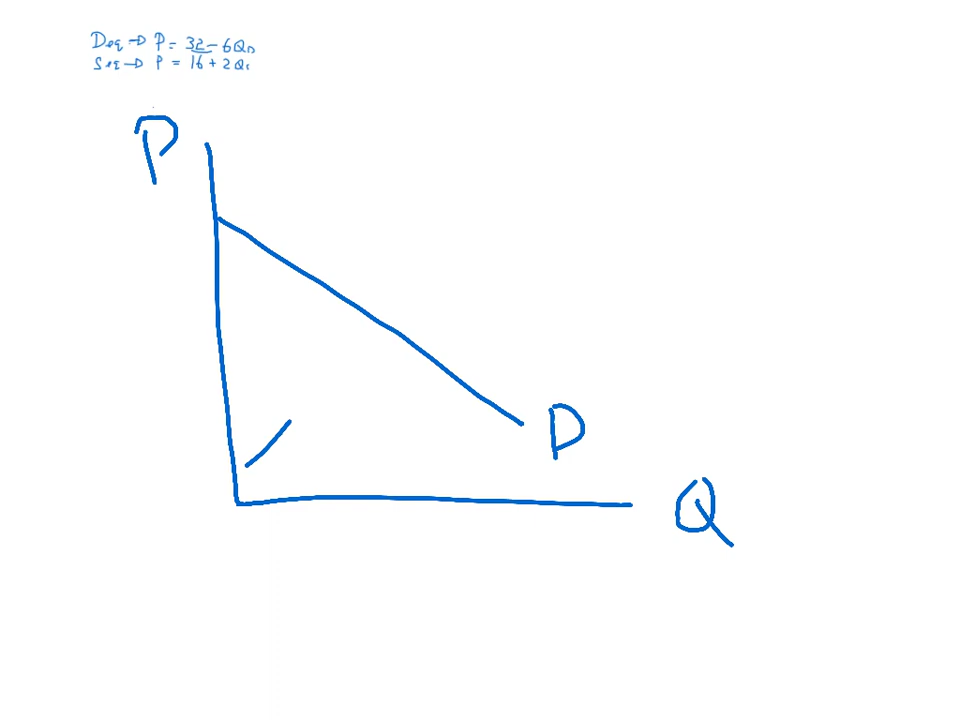 Deq → P = 32 - 6QD
Seq → P = 16 + 2Qs
P
D
Q